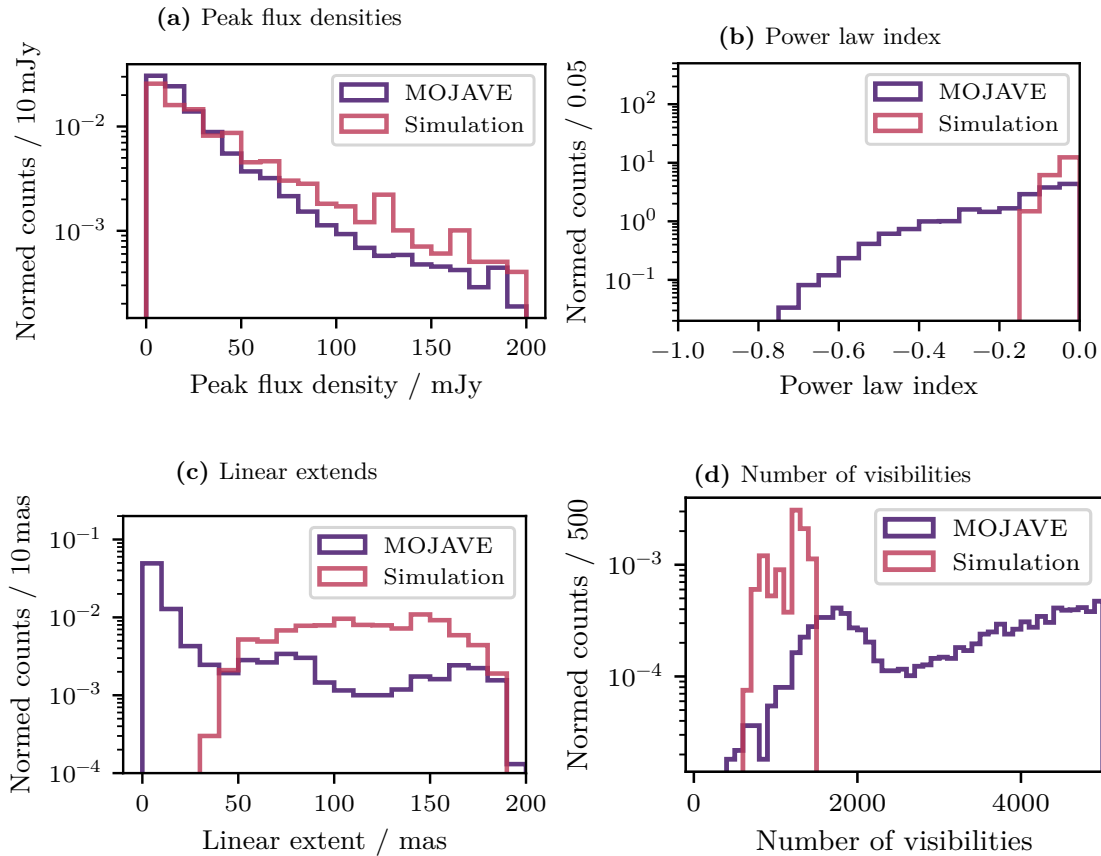 (a) Peak flux densities
Normed counts / 10 mJy
10⁻²
10⁻³
MOJAVE
Simulation
0 50 100 150 200
Peak flux density / mJy
(b) Power law index
Normed counts / 0.05
10²
10¹
10⁰
10⁻¹
MOJAVE
Simulation
−1.0 −0.8 −0.6 −0.4 −0.2 0.0
Power law index
(c) Linear extends
Normed counts / 10 mas
10⁻¹
10⁻²
10⁻³
10⁻⁴
MOJAVE
Simulation
0 50 100 150 200
Linear extent / mas
(d) Number of visibilities
Normed counts / 500
10⁻³
10⁻⁴
MOJAVE
Simulation
0 2000 4000
Number of visibilities